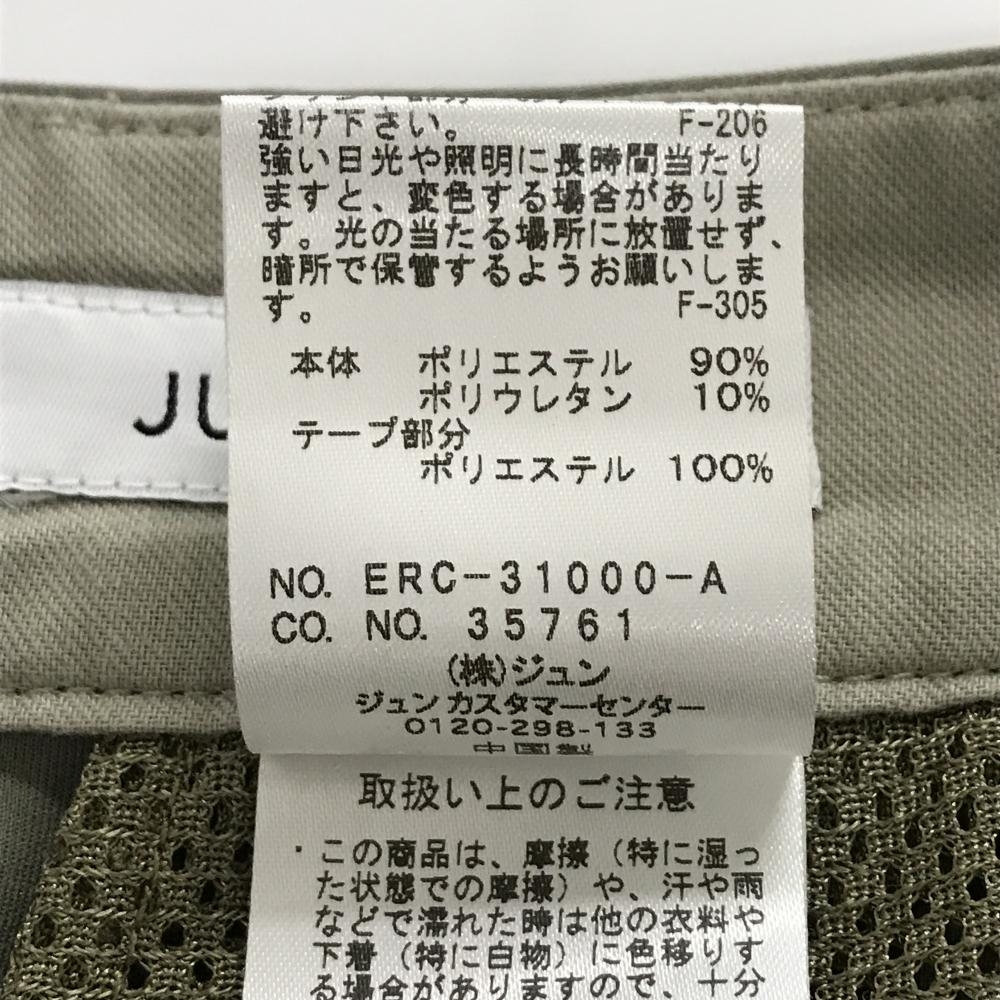 避け下さい。 F-206
強い日光や照明に長時間当たり
ますと、変色する場合がありま
す。光の当たる場所に放置せず、
暗所で保管するようお願いしま
す。 F-305
本体 ポリエステル 90%
ポリウレタン 10%
テープ部分
ポリエステル 100%
JU
NO. ERC-31000-A
CO. NO. 35761
(株)ジュン
ジュンカスタマーセンター
0120-298-133
中国製
取扱い上のご注意
・この商品は、摩擦(特に湿っ
た状態での摩擦)や、汗や雨
などで濡れた時は他の衣料や
下着(特に白物)に色移りす
る場合がありますので、十分